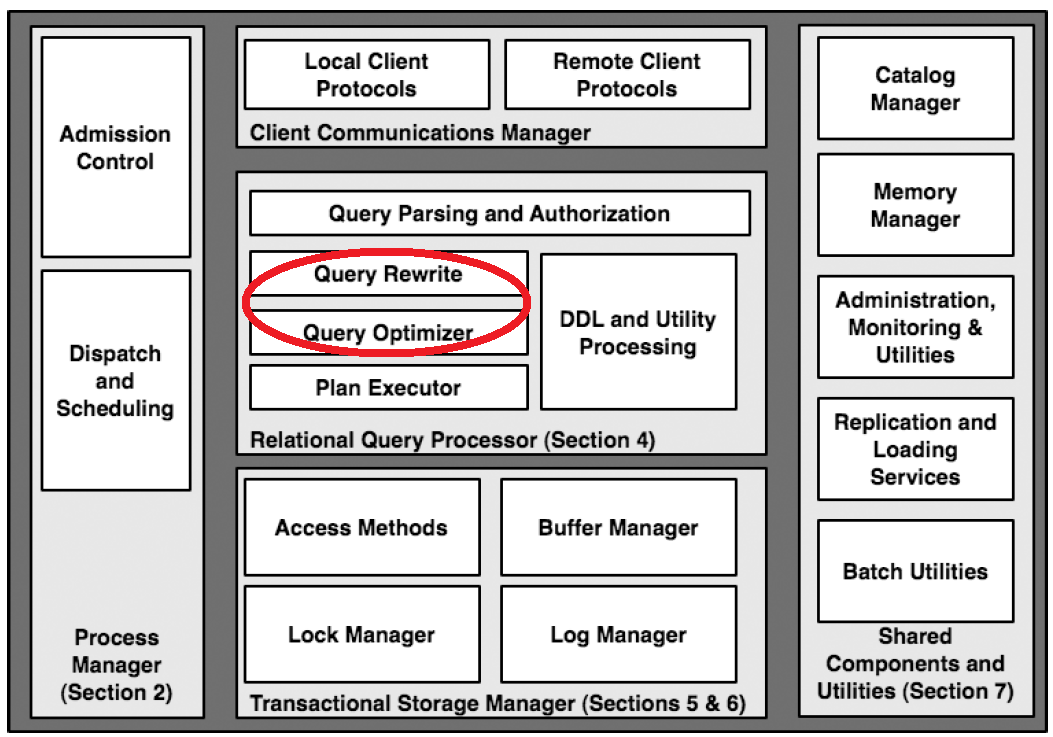 Admission
Control
Dispatch
and
Scheduling
Process
Manager
(Section 2)
Local Client
Protocols
Remote Client
Protocols
Client Communications Manager
Query Parsing and Authorization
Query Rewrite
Query Optimizer
Plan Executor
DDL and Utility
Processing
Relational Query Processor (Section 4)
Access Methods
Buffer Manager
Lock Manager
Log Manager
Transactional Storage Manager (Sections 5 & 6)
Catalog
Manager
Memory
Manager
Administration,
Monitoring &
Utilities
Replication and
Loading
Services
Batch Utilities
Shared
Components and
Utilities (Section 7)